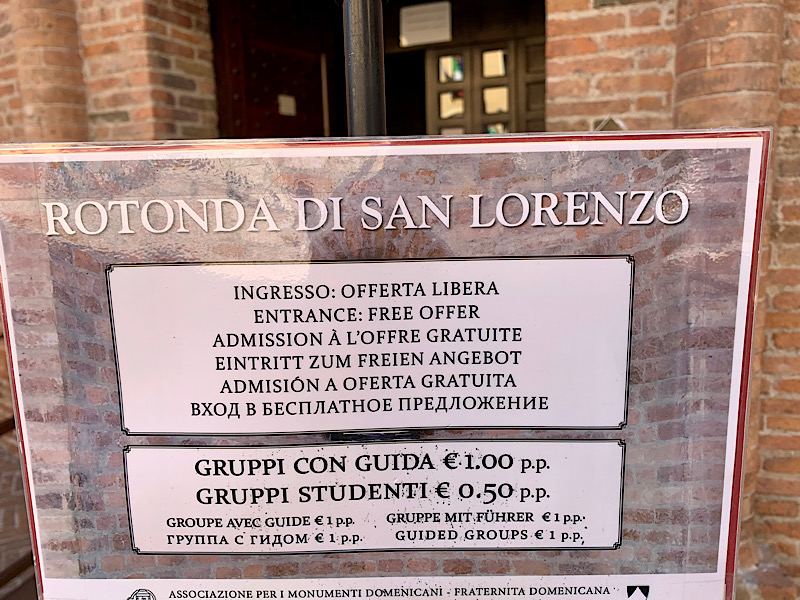 ROTONDA DI SAN LORENZO
INGRESSO: OFFERTA LIBERA
ENTRANCE: FREE OFFER
ADMISSION À L'OFFRE GRATUITE
EINTRITT ZUM FREIEN ANGEBOT
ADMISIÓN A OFERTA GRATUITA
ВХОД В БЕСПЛАТНОЕ ПРЕДЛОЖЕНИЕ
GRUPPI CON GUIDA € 1.00 p.p.
GRUPPI STUDENTI € 0.50 p.p.
GROUPE AVEC GUIDE € 1 p.p. GRUPPE MIT FÜHRER € 1 p.p.
ГРУППА С ГИДОМ € 1 p.p. GUIDED GROUPS € 1 p.p.
ASSOCIAZIONE PER I MONUMENTI DOMENICANI - FRATERNITA DOMENICANA